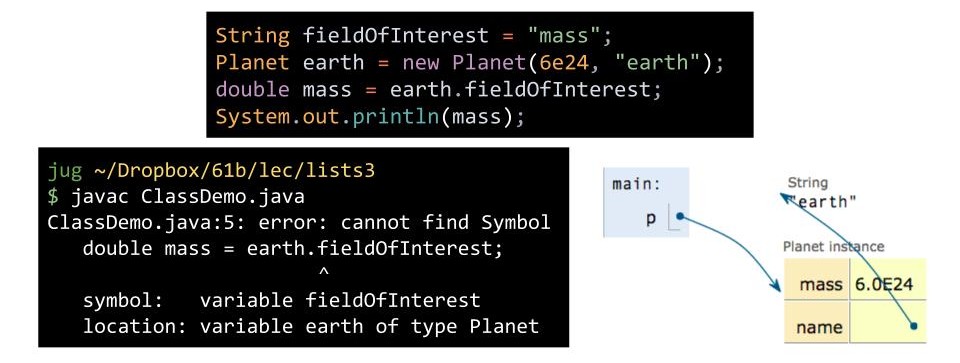 String fieldOfInterest = "mass";
Planet earth = new Planet(6e24, "earth");
double mass = earth.fieldOfInterest;
System.out.println(mass);
jug ~/Dropbox/61b/lec/lists3
$ javac ClassDemo.java
ClassDemo.java:5: error: cannot find Symbol
   double mass = earth.fieldOfInterest;
                      ^
   symbol:   variable fieldOfInterest
   location: variable earth of type Planet
main:
p
String
"earth"
Planet instance
mass 6.0E24
name